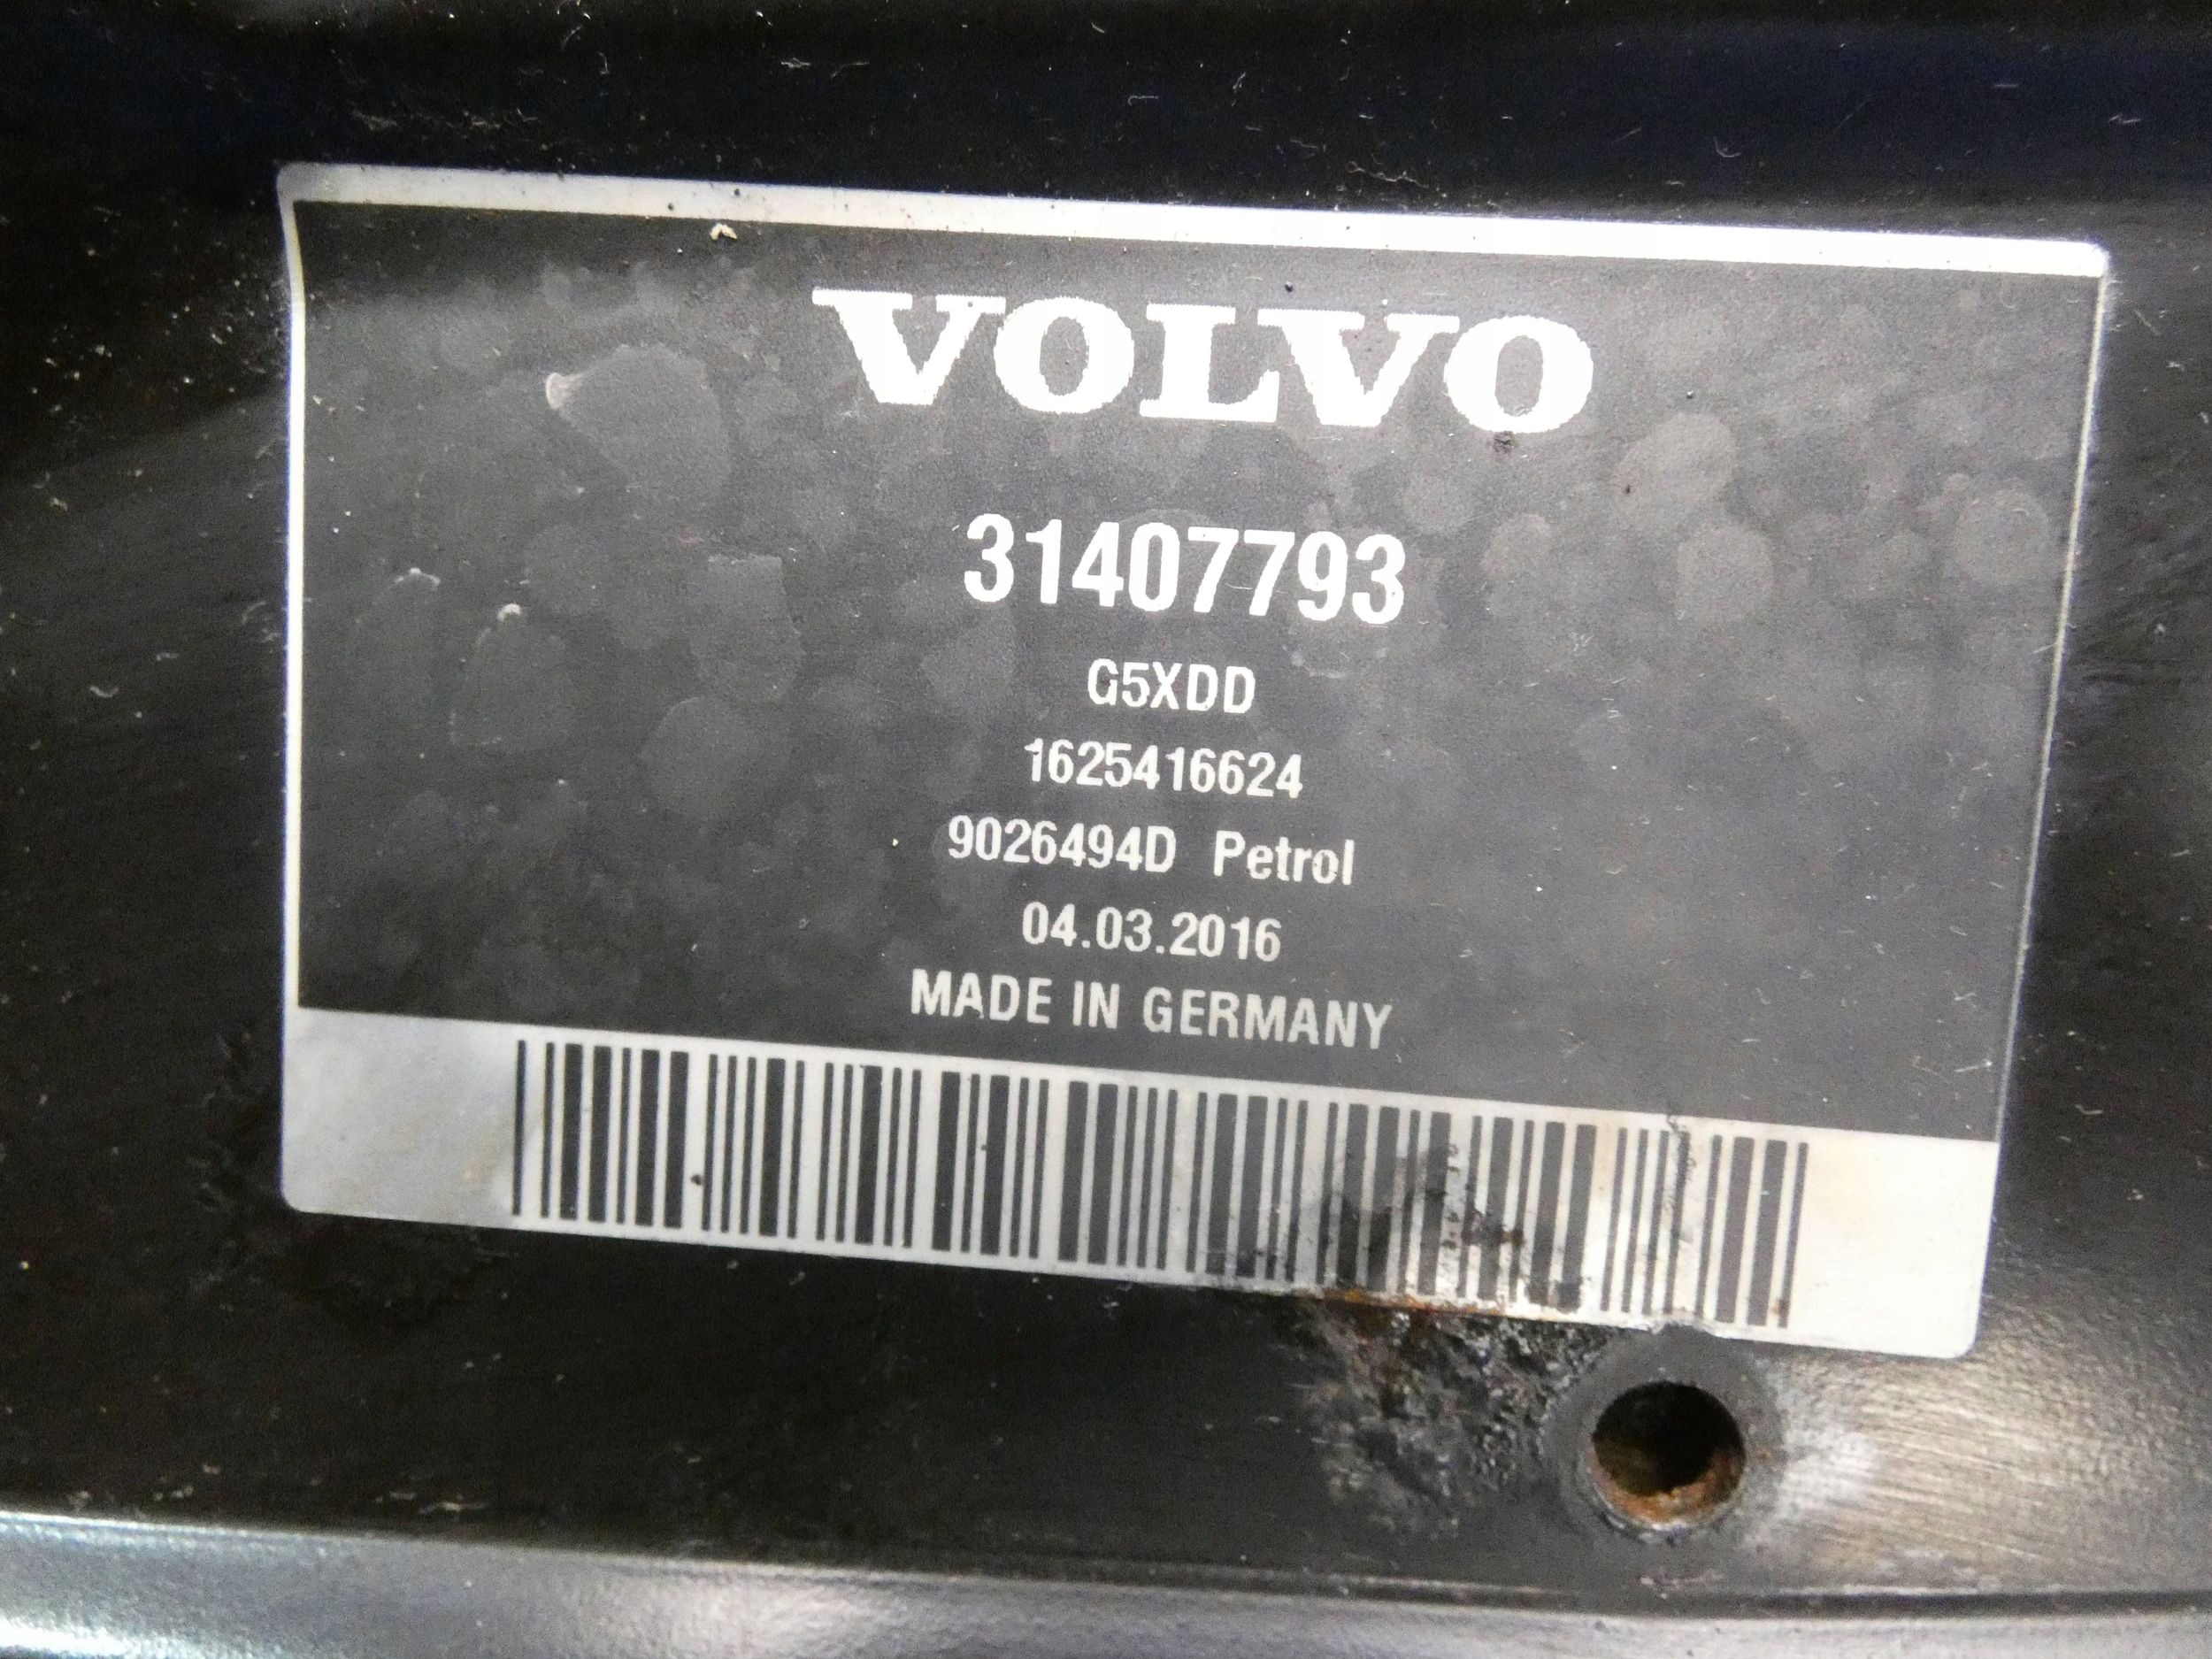 VOLVO
31407793
G5XDD
1625416624
9026494D Petrol
04.03.2016
MADE IN GERMANY